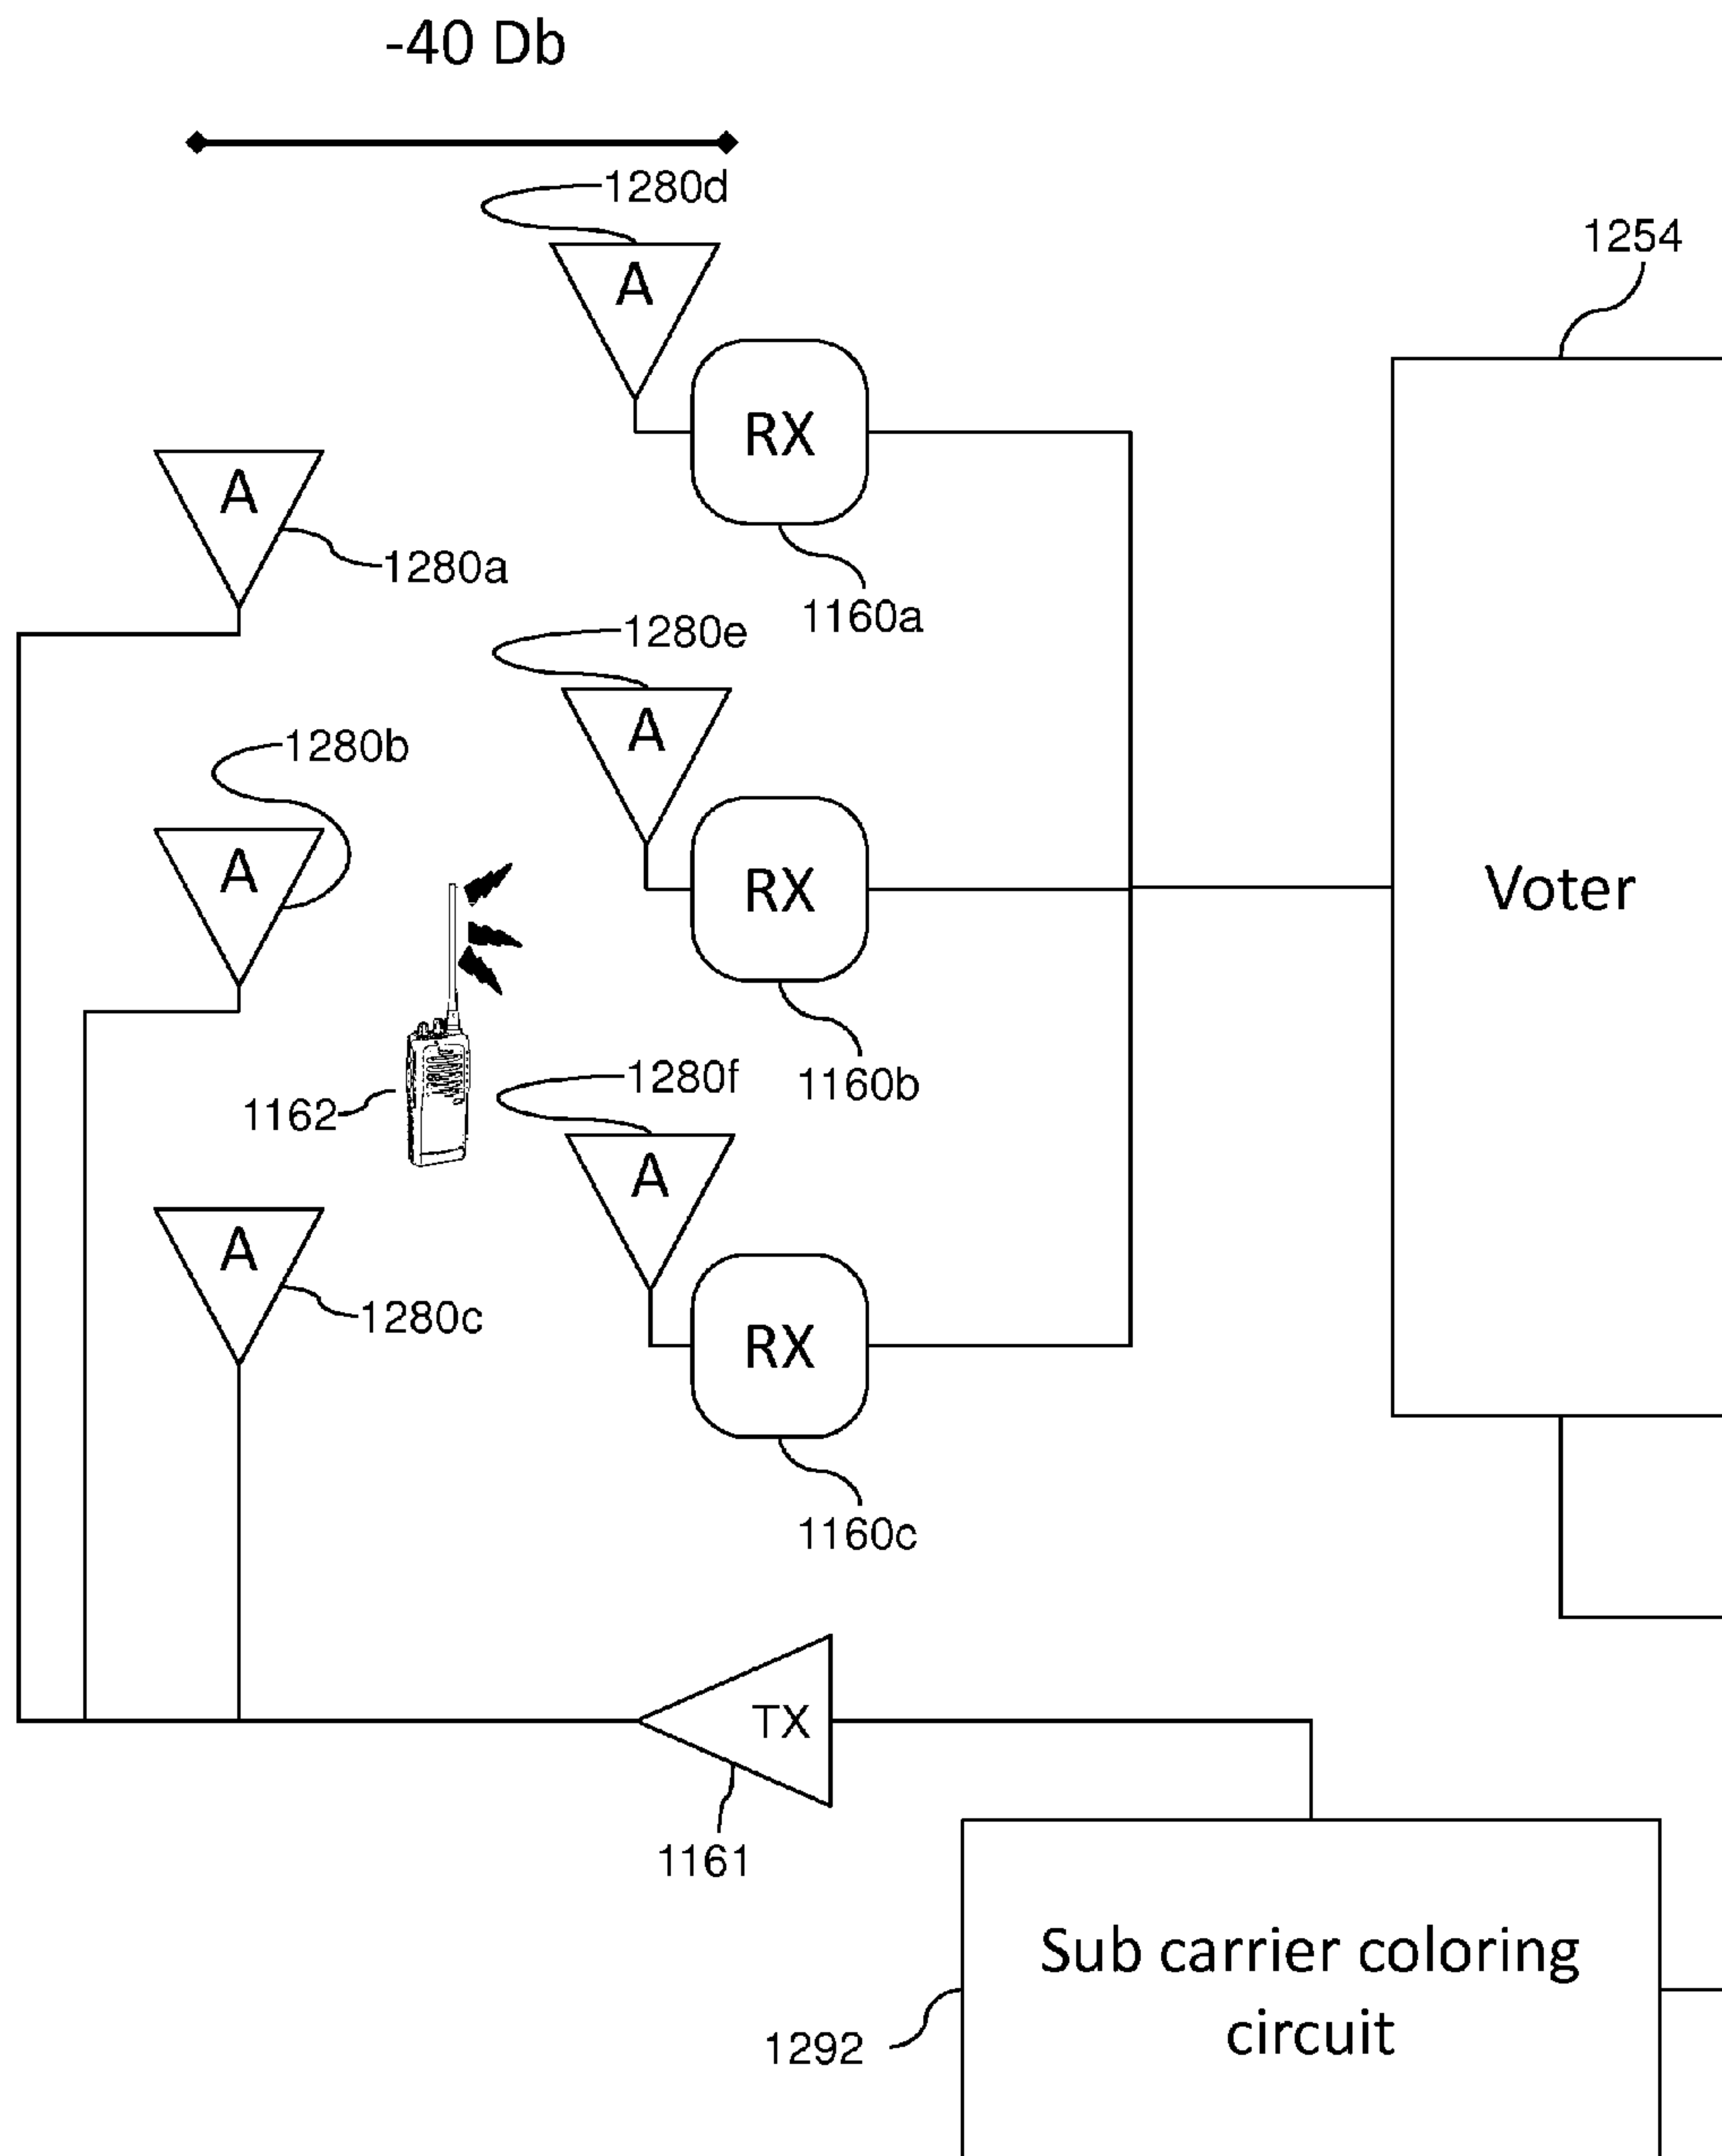 -40 Db
1280d
1254
A
RX
A
1280a
1160a
1280e
A
1280b
A
RX
Voter
1280f
1160b
1162
A
A
1280c
RX
1160c
TX
1161
Sub carrier coloring
circuit
1292